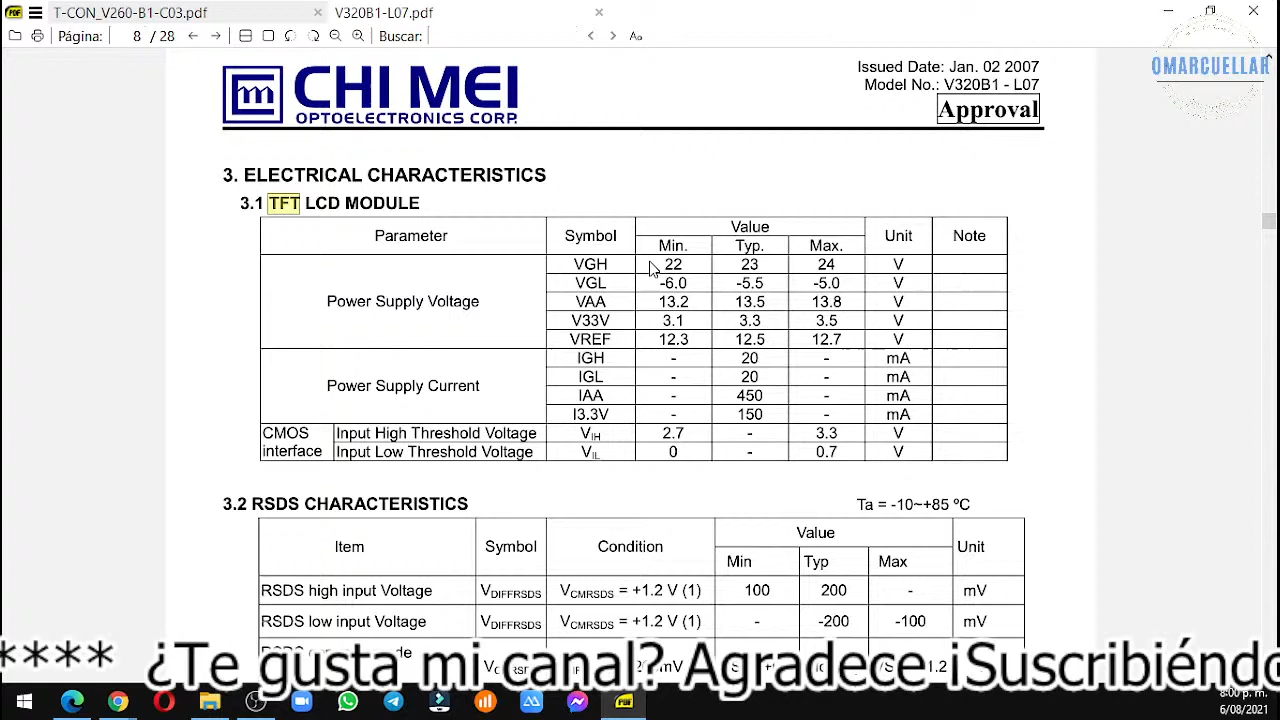 T-CON_V260-B1-C03.pdf
V320B1-L07.pdf
Página: 8 / 28
Buscar:
OMARCUELLAR
CHI MEI
OPTOELECTRONICS CORP.
Issued Date: Jan. 02 2007
Model No.: V320B1 - L07
Approval
3. ELECTRICAL CHARACTERISTICS
3.1 TFT LCD MODULE
Parameter Symbol Value Unit Note
Min. Typ. Max.
Power Supply Voltage
VGH 22 23 24 V
VGL -6.0 -5.5 -5.0 V
VAA 13.2 13.5 13.8 V
V33V 3.1 3.3 3.5 V
VREF 12.3 12.5 12.7 V
Power Supply Current
IGH - 20 - mA
IGL - 20 - mA
IAA - 450 - mA
I3.3V - 150 - mA
CMOS interface
Input High Threshold Voltage VIH 2.7 - 3.3 V
Input Low Threshold Voltage VIL 0 - 0.7 V
3.2 RSDS CHARACTERISTICS
Ta = -10~+85 ºC
Item Symbol Condition Value Unit
Min Typ Max
RSDS high input Voltage VDIFFRSDS VCMRSDS = +1.2 V (1) 100 200 - mV
RSDS low input Voltage VDIFFRSDS VCMRSDS = +1.2 V (1) - -200 -100 mV
**** ¿Te gusta mi canal? Agradece ¡Suscribiéndo
8:00 p. m.
6/08/2021